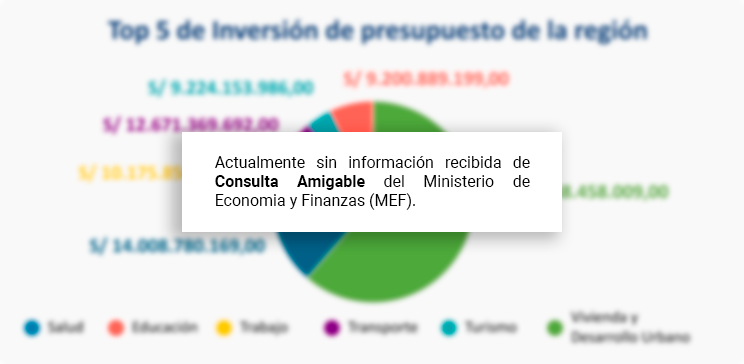 Top 5 de Inversión de presupuesto de la región
S/ 9.224.153.986,00
S/ 9.200.889.199,00
S/ 12.671.369.692,00
S/ 10.175.8
8.458.009,00
S/ 14.008.780.169,00
Actualmente sin información recibida de
Consulta Amigable del Ministerio de
Economia y Finanzas (MEF).
Salud
Educación
Trabajo
Transporte
Turismo
Vivienda y
Desarrollo Urbano